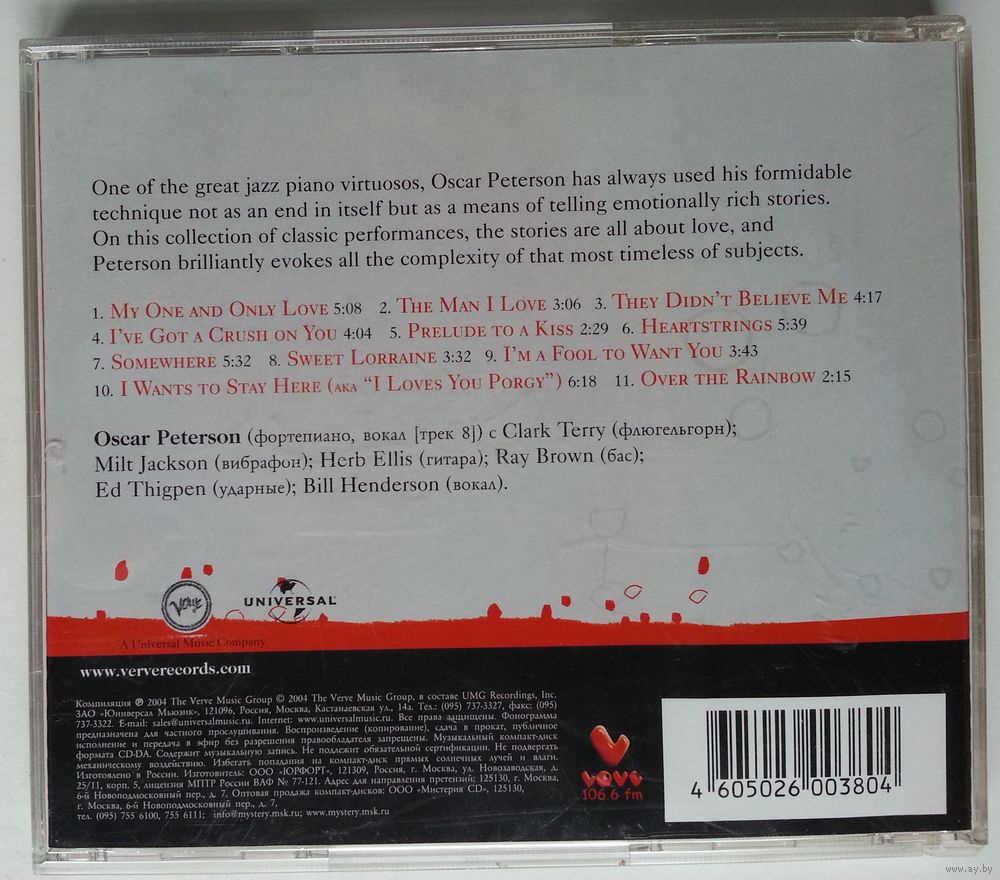 One of the great jazz piano virtuosos, Oscar Peterson has always used his formidable
technique not as an end in itself but as a means of telling emotionally rich stories.
On this collection of classic performances, the stories are all about love, and
Peterson brilliantly evokes all the complexity of that most timeless of subjects.
1. My One and Only Love 5:08 2. The Man I Love 3:06 3. They Didn't Believe Me 4:17
4. I've Got a Crush on You 4:04 5. Prelude to a Kiss 2:29 6. Heartstrings 5:39
7. Somewhere 5:32 8. Sweet Lorraine 3:32 9. I'm a Fool to Want You 3:43
10. I Wants to Stay Here (aka “I Loves You Porgy”) 6:18 11. Over the Rainbow 2:15
Oscar Peterson (фортепиано, вокал [трек 8]) с Clark Terry (флюгельгорн);
Milt Jackson (вибрафон); Herb Ellis (гитара); Ray Brown (бас);
Ed Thigpen (ударные); Bill Henderson (вокал).
Verve
UNIVERSAL
A Universal Music Company
www.ververecords.com
Компиляция ℗ 2004 The Verve Music Group © 2004 The Verve Music Group, в составе UMG Recordings, Inc.
ЗАО «Юниверсал Мьюзик», 121096, Россия, Москва, Кастанаевская ул., 14а. Тел.: (095) 737-3327, факс: (095)
737-3322. E-mail: sales@universalmusic.ru. Internet: www.universalmusic.ru. Все права защищены. Фонограмма
предназначена для частного прослушивания. Воспроизведение (копирование), сдача в прокат, публичное
исполнение и передача в эфир без разрешения правообладателя запрещены. Музыкальный компакт-диск
формата CD-DA. Содержит музыкальную запись. Не подлежит обязательной сертификации. Не подвергать
механическому воздействию. Избегать попадания на компакт-диск прямых солнечных лучей и влаги.
Изготовлено в России. Изготовитель: ООО «ЮРФОРТ», 121309, Россия, г. Москва, ул. Новозаводская, д.
25/11, корп. 5, лицензия МПТР России ВАФ № 77-121. Адрес для направления претензий: 125130, г. Москва,
6-й Новоподмосковный пер., д. 7. Оптовая продажа компакт-дисков: ООО «Мистерия CD», 125130,
г. Москва, 6-й Новоподмосковный пер., д. 7,
тел. (095) 755 6100, 755 6111; info@mystery.msk.ru; www.mystery.msk.ru
LOVE
106.6 fm
4 605026 003804
www.ay.by